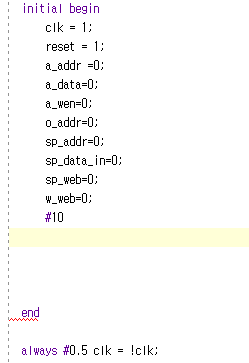 initial begin
clk = 1;
reset = 1;
a_addr =0;
a_data=0;
a_wen=0;
o_addr=0;
sp_addr=0;
sp_data_in=0;
sp_web=0;
w_web=0;
#10
end
always #0.5 clk = !clk;